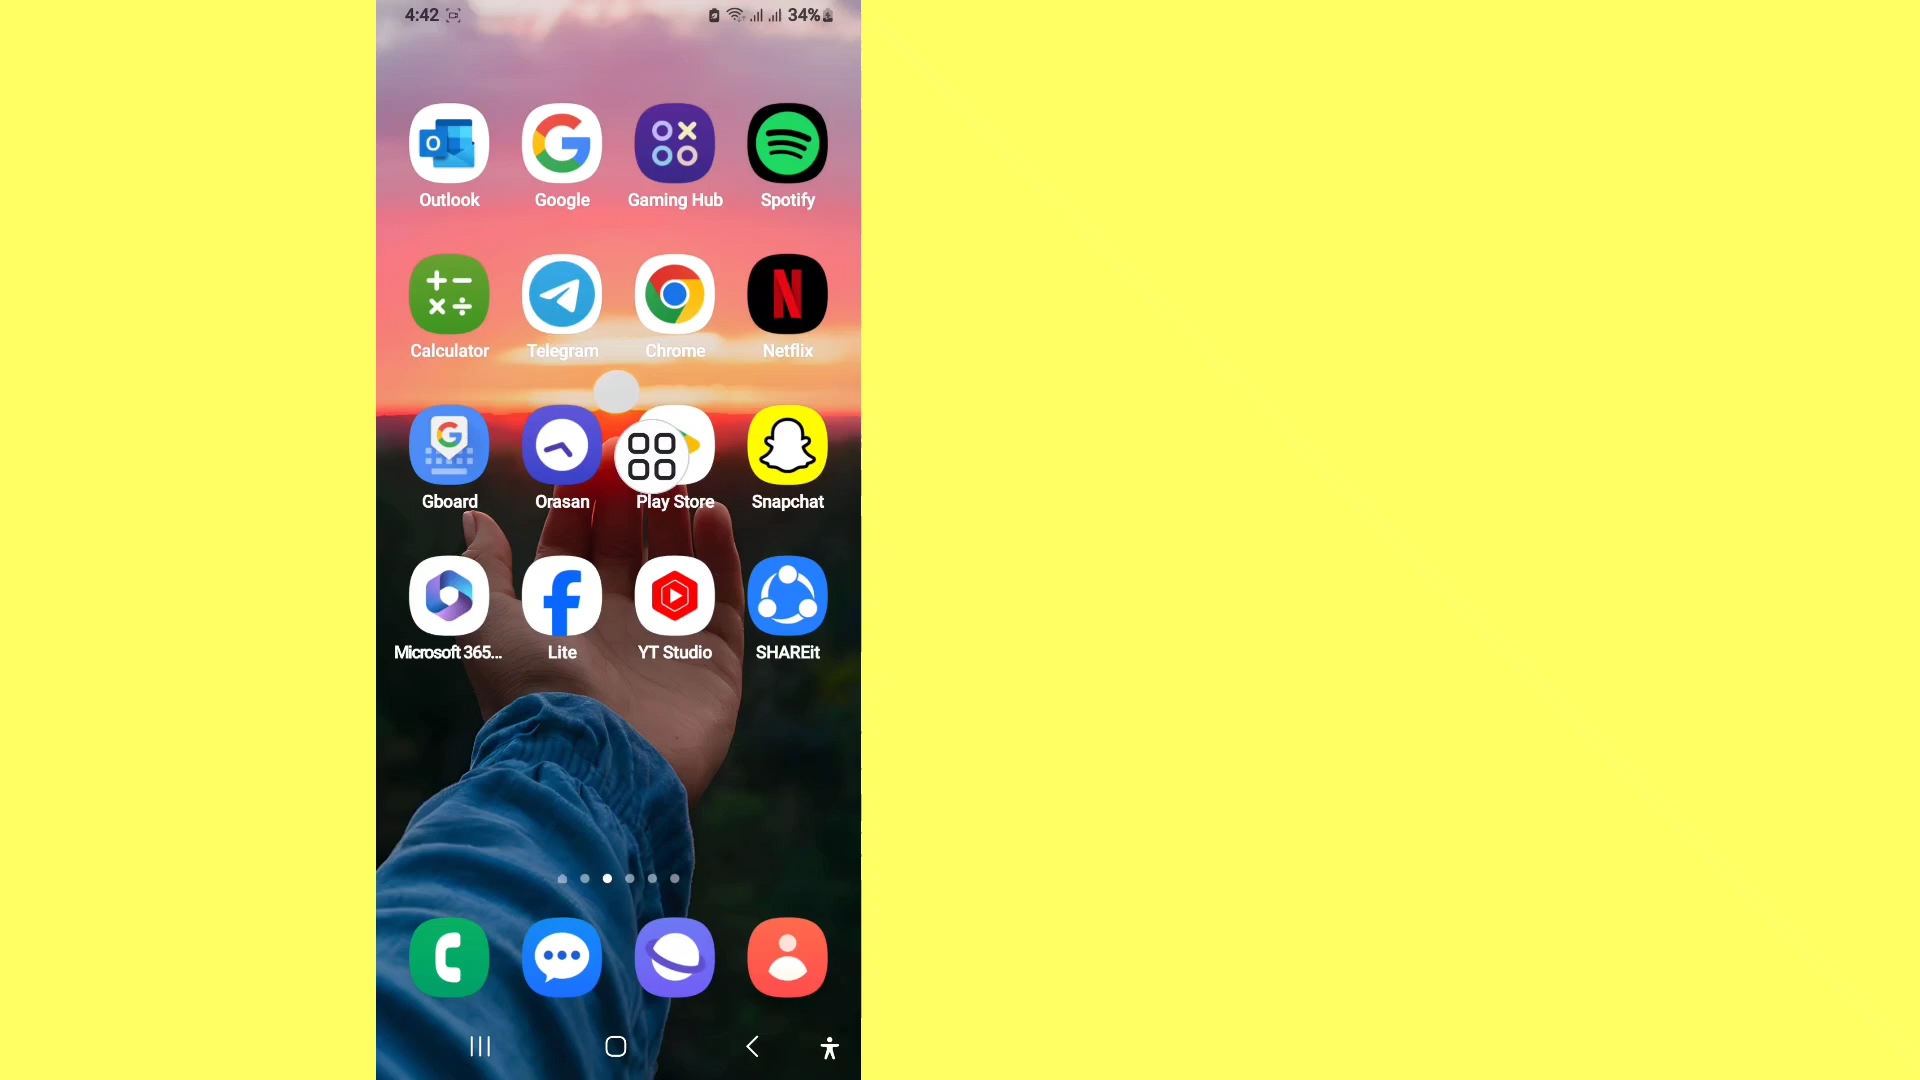 4:42 34%
Outlook Google Gaming Hub Spotify
Calculator Telegram Chrome Netflix
Gboard Orasan Play Store Snapchat
Microsoft 365... Lite YT Studio SHAREit